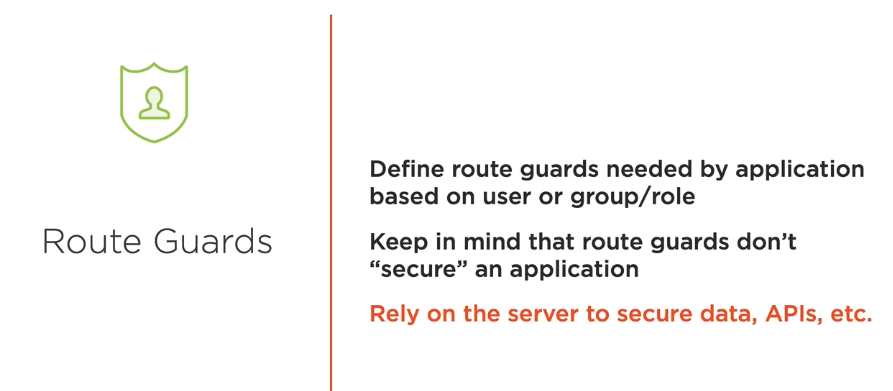 Route Guards
Define route guards needed by application
based on user or group/role
Keep in mind that route guards don’t
“secure” an application
Rely on the server to secure data, APIs, etc.